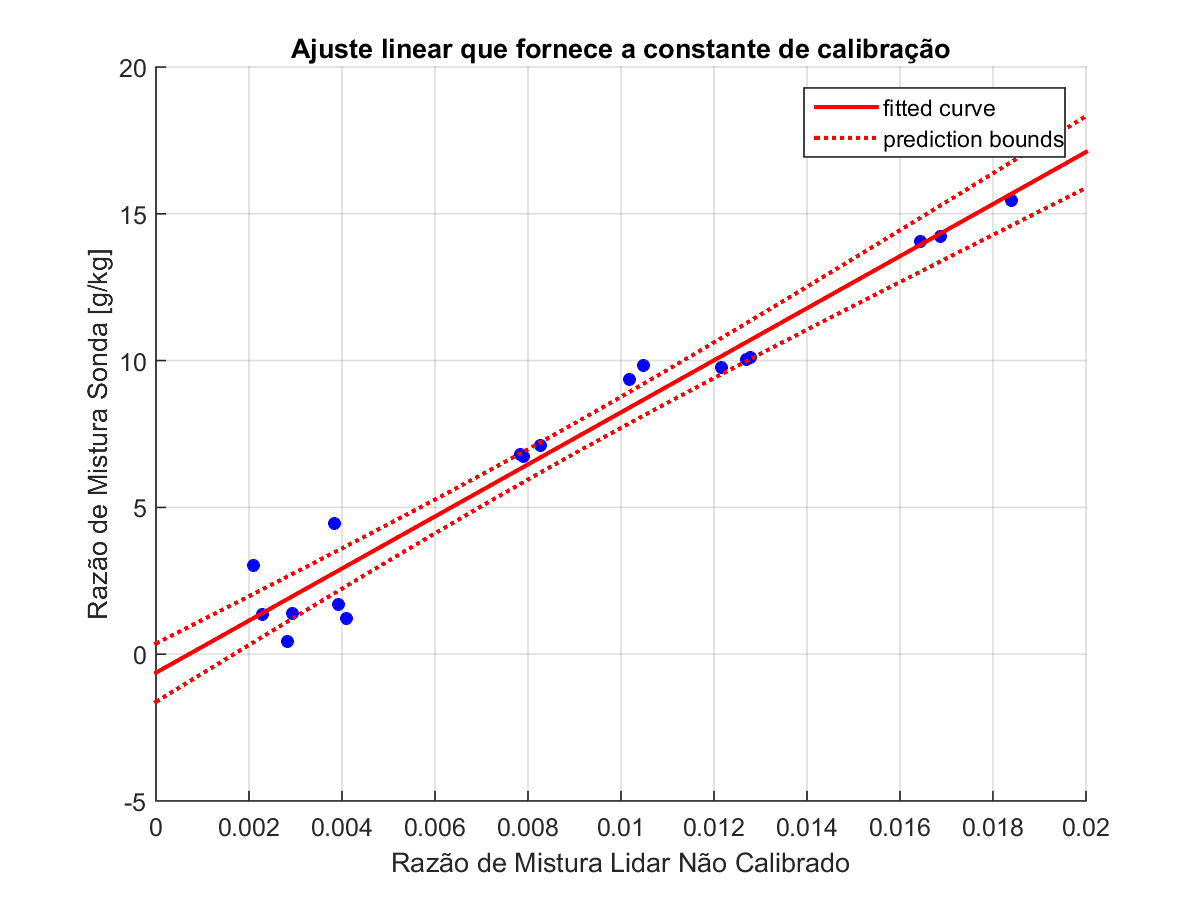 Ajuste linear que fornece a constante de calibração
20
15
10
5
0
-5
fitted curve
prediction bounds
Razão de Mistura Sonda [g/kg]
0 0.002 0.004 0.006 0.008 0.01 0.012 0.014 0.016 0.018 0.02
Razão de Mistura Lidar Não Calibrado